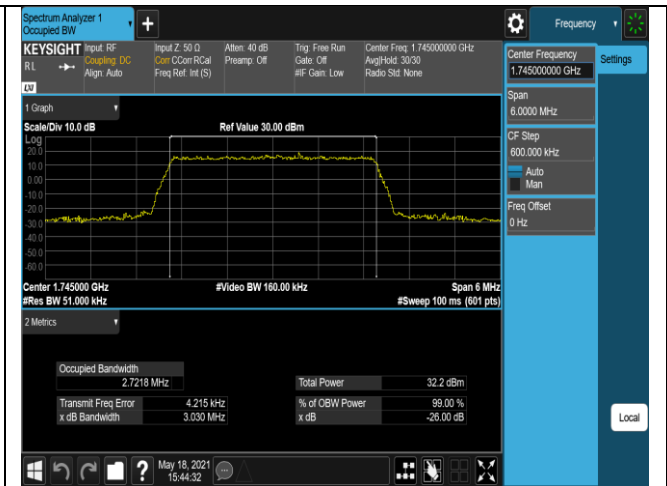 Spectrum Analyzer 1
Occupied BW
+
Frequency
KEYSIGHT
RL
LXI
Input: RF
Coupling: DC
Align: Auto
Input Z: 50 Ω
Corr CCorr RCal
Freq Ref: Int (S)
Atten: 40 dB
Preamp: Off
Trig: Free Run
Gate: Off
#IF Gain: Low
Center Freq: 1.745000000 GHz
Avg|Hold: 30/30
Radio Std: None
Center Frequency
1.745000000 GHz
Settings
Span
6.0000 MHz
CF Step
600.000 kHz
Auto
Man
Freq Offset
0 Hz
1 Graph
Scale/Div 10.0 dB
Ref Value 30.00 dBm
Log
20.0
10.0
0.00
-10.0
-20.0
-30.0
-40.0
-50.0
-60.0
Center 1.745000 GHz
#Video BW 160.00 kHz
Span 6 MHz
#Res BW 51.000 kHz
#Sweep 100 ms (601 pts)
2 Metrics
Occupied Bandwidth
2.7218 MHz
Total Power 32.2 dBm
Transmit Freq Error 4.215 kHz
% of OBW Power 99.00 %
x dB Bandwidth 3.030 MHz
x dB -26.00 dB
Local
?
May 18, 2021
15:44:32